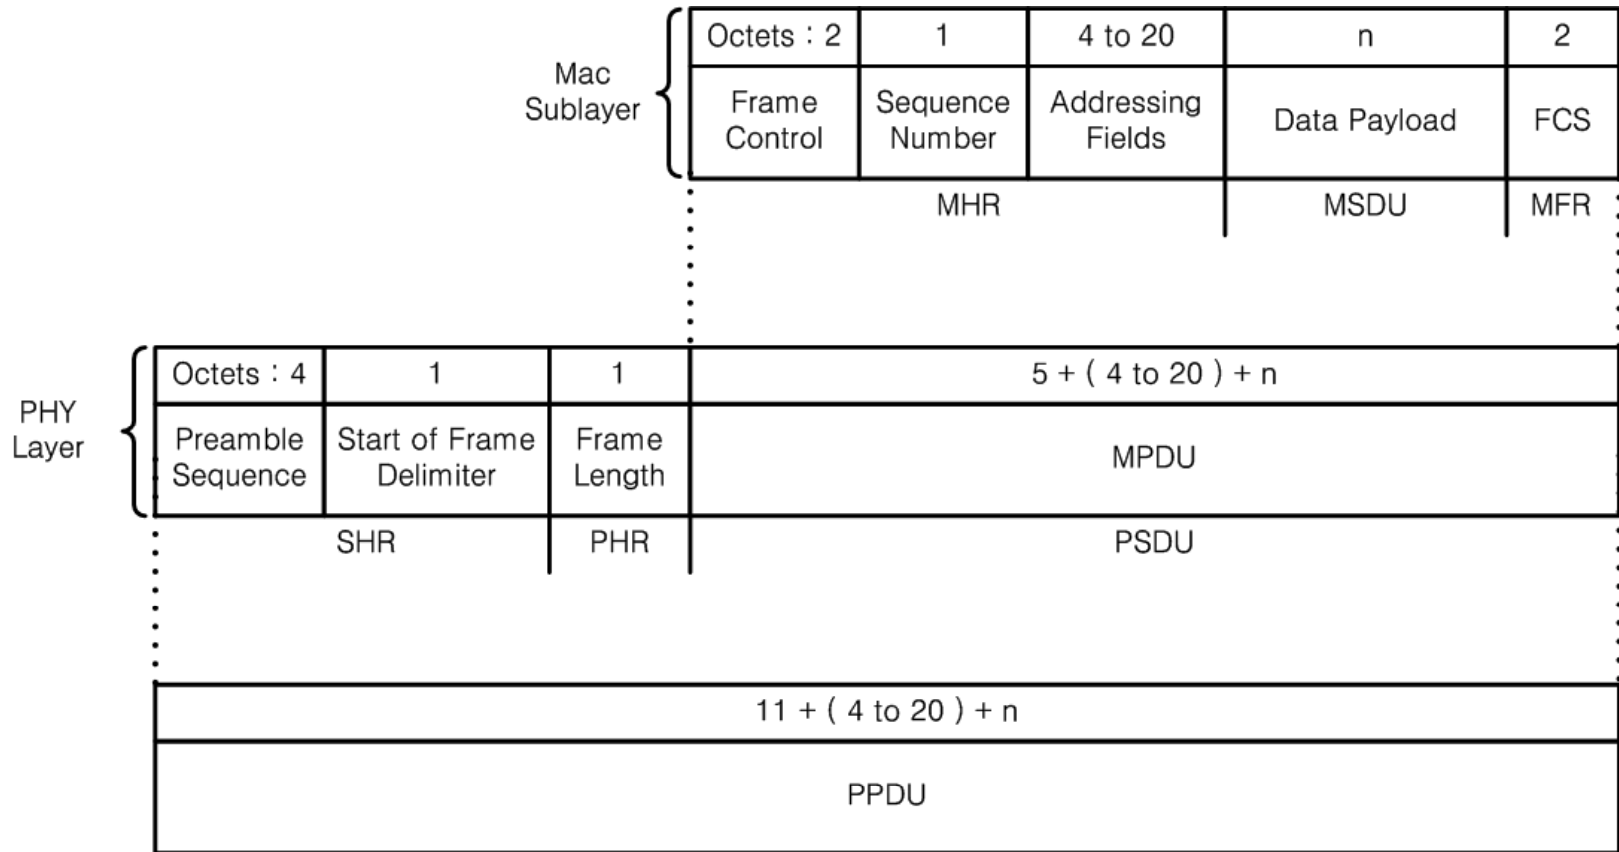 Octets : 2 1 4 to 20 n 2
Mac
Sublayer
Frame
Control
Sequence
Number
Addressing
Fields
Data Payload
FCS
MHR MSDU MFR
Octets : 4 1 1 5 + ( 4 to 20 ) + n
PHY
Layer
Preamble
Sequence
Start of Frame
Delimiter
Frame
Length
MPDU
SHR PHR PSDU
11 + ( 4 to 20 ) + n
PPDU